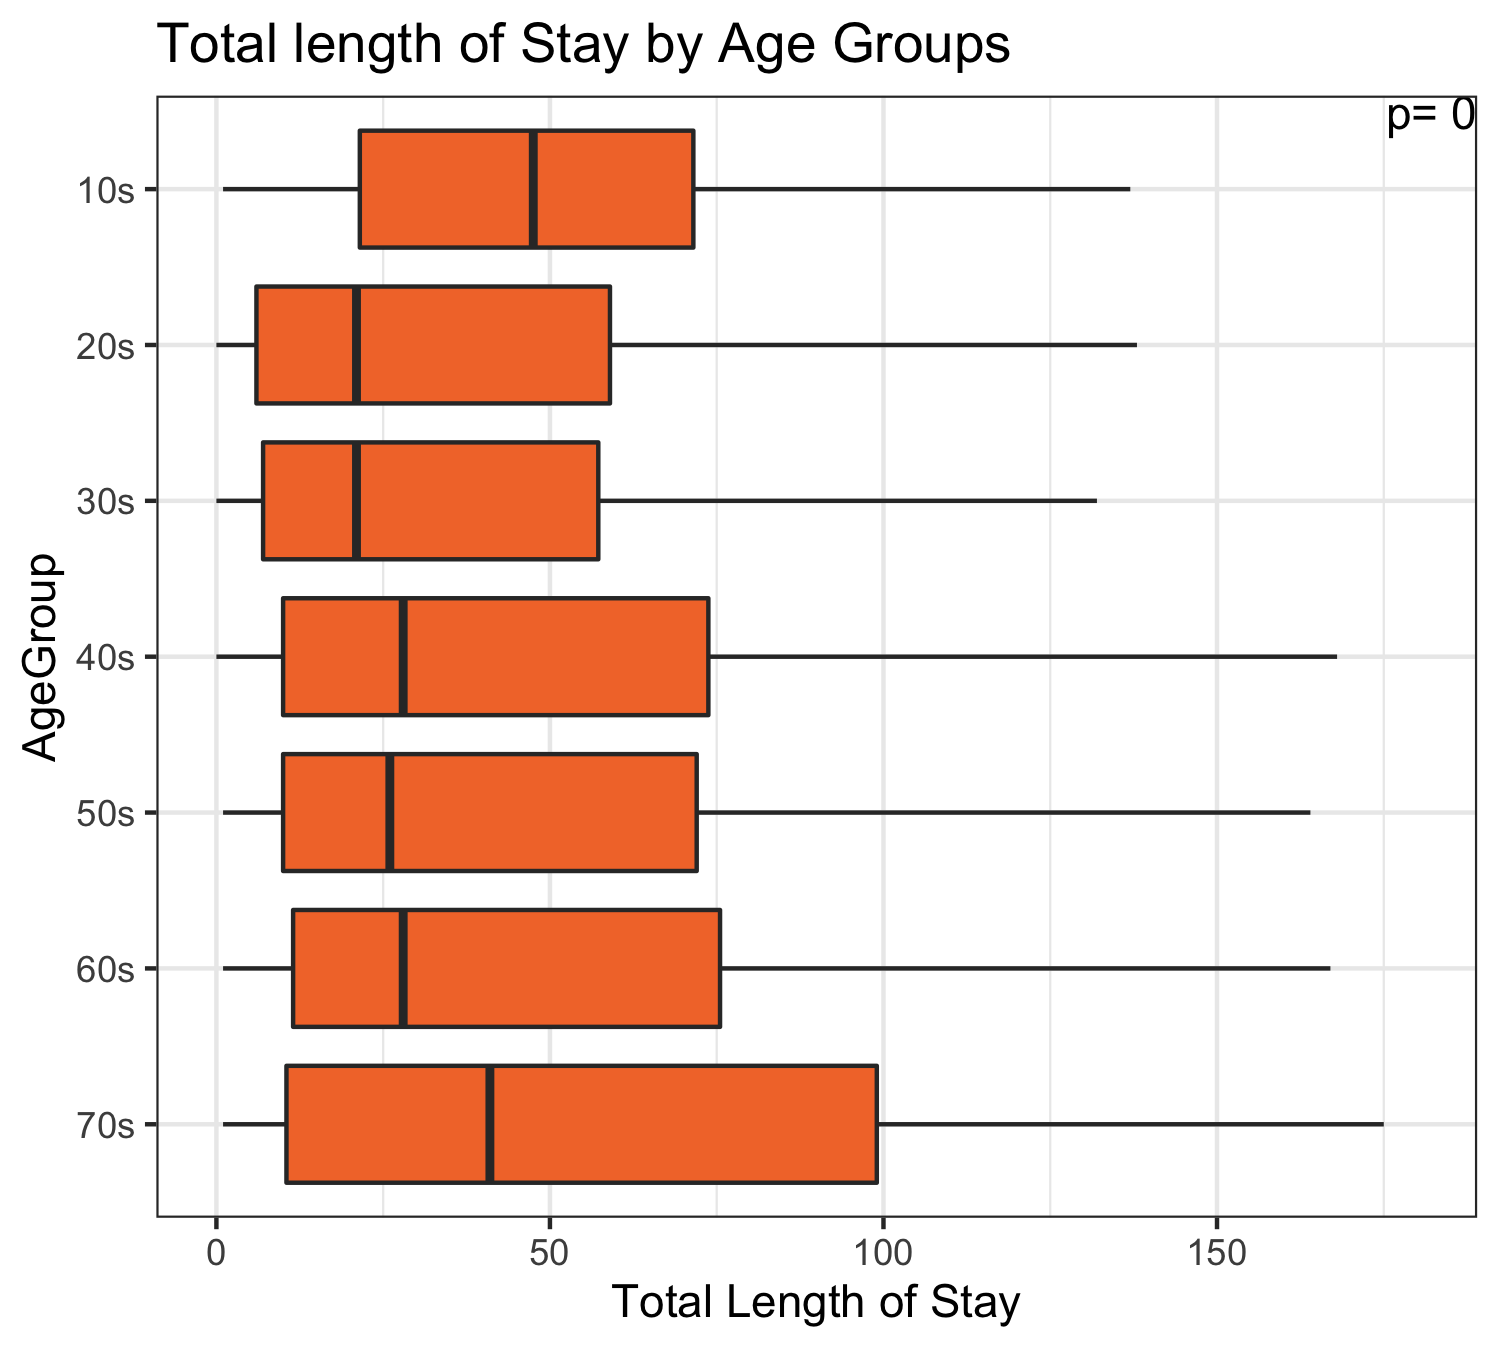 Total length of Stay by Age Groups
p= 0
10s
20s
30s
40s
50s
60s
70s
AgeGroup
0 50 100 150
Total Length of Stay